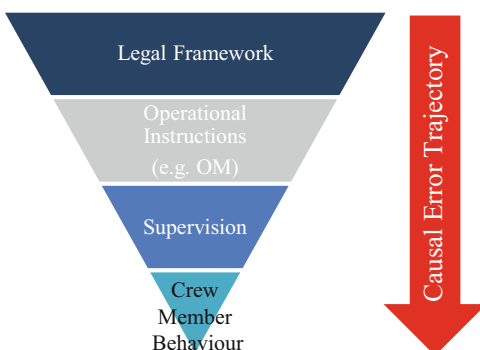 Legal Framework
Operational
Instructions
(e.g. OM)
Supervision
Crew
Member
Behaviour
Causal Error Trajectory